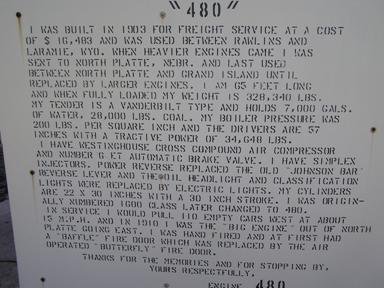 "480"
I WAS BUILT IN 1903 FOR FREIGHT SERVICE AT A COST
OF $ 16,483 AND WAS USED BETWEEN RAWLINS AND
LARAMIE, WYO. WHEN HEAVIER ENGINES CAME I WAS
SENT TO NORTH PLATTE, NEBR. AND LAST USED
BETWEEN NORTH PLATTE AND GRAND ISLAND UNTIL
REPLACED BY LARGER ENGINES. I AM 65 FEET LONG
AND WHEN FULLY LOADED MY WEIGHT IS 328,340 LBS.
MY TENDER IS A VANDERBILT TYPE AND HOLDS 7,000 GALS.
OF WATER, 28,000 LBS. COAL. MY BOILER PRESSURE WAS
200 LBS. PER SQUARE INCH AND THE DRIVERS ARE 57
INCHES WITH A TRACTIVE POWER OF 34,648 LBS.
I HAVE WESTINGHOUSE CROSS COMPOUND AIR COMPRESSOR
AND NUMBER 6 ET AUTOMATIC BRAKE VALVE. I HAVE SIMPLEX
INJECTORS. POWER REVERSE REPLACED THE OLD "JOHNSON BAR"
REVERSE LEVER AND THE OIL HEADLIGHT AND CLASSIFICATION
LIGHTS WERE REPLACED BY ELECTRIC LIGHTS. MY CYLINDERS
ARE 22 X 30 INCHES WITH A 30 INCH STROKE. I WAS ORIGIN-
ALLY NUMBERED 1600 CLASS LATER CHANGED TO 480.
IN SERVICE I WOULD PULL 110 EMPTY CARS WEST AT ABOUT
15 M.P.H. AND IN 1910 I WAS THE "BIG ENGINE" OUT OF NORTH
PLATTE GOING EAST. I WAS HAND FIRED AND AT FIRST HAD
A "BAFFLE" FIRE DOOR WHICH WAS REPLACED BY THE AIR
OPERATED "BUTTERFLY" FIRE DOOR.
THANKS FOR THE MEMORIES AND FOR STOPPING BY,
YOURS RESPECTFULLY,
ENGINE 480